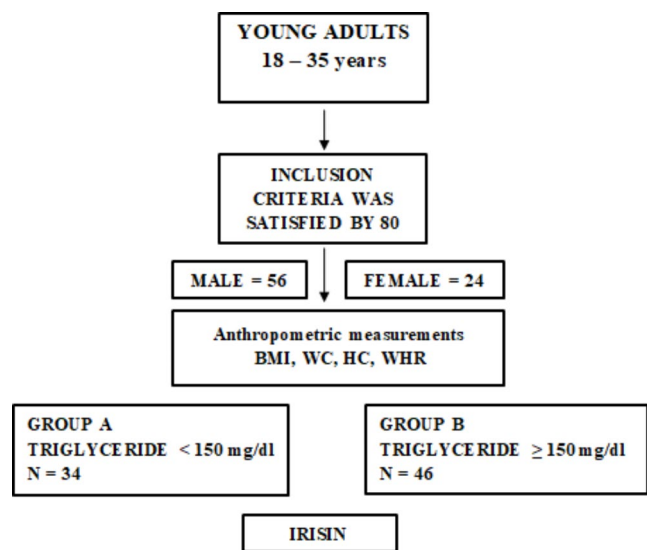 YOUNG ADULTS
18 – 35 years
INCLUSION
CRITERIA WAS
SATISFIED BY 80
MALE = 56
FEMALE = 24
Anthropometric measurements
BMI, WC, HC, WHR
GROUP A
TRIGLYCERIDE < 150 mg/dl
N = 34
GROUP B
TRIGLYCERIDE ≥ 150 mg/dl
N = 46
IRISIN